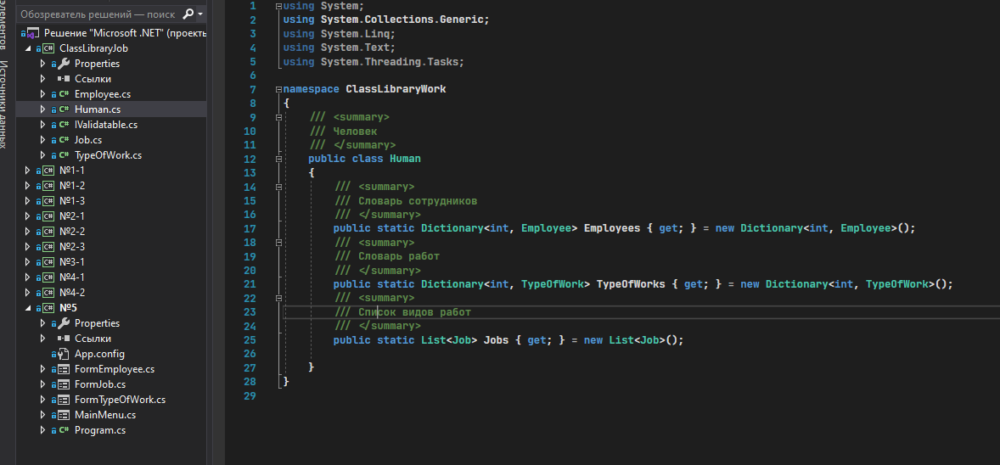 элементов
Источники данных
Обозреватель решений — поиск
Решение "Microsoft .NET" (проекты
ClassLibraryJob
Properties
Ссылки
Employee.cs
Human.cs
IValidatable.cs
Job.cs
TypeOfWork.cs
№1-1
№1-2
№1-3
№2-1
№2-2
№2-3
№3-1
№4-1
№4-2
№5
Properties
Ссылки
App.config
FormEmployee.cs
FormJob.cs
FormTypeOfWork.cs
MainMenu.cs
Program.cs
1 using System;
2 using System.Collections.Generic;
3 using System.Linq;
4 using System.Text;
5 using System.Threading.Tasks;
6
7 namespace ClassLibraryWork
8 {
9 /// <summary>
10 /// Человек
11 /// </summary>
12 public class Human
13 {
14 /// <summary>
15 /// Словарь сотрудников
16 /// </summary>
17 public static Dictionary<int, Employee> Employees { get; } = new Dictionary<int, Employee>();
18 /// <summary>
19 /// Словарь работ
20 /// </summary>
21 public static Dictionary<int, TypeOfWork> TypeOfWorks { get; } = new Dictionary<int, TypeOfWork>();
22 /// <summary>
23 /// Список видов работ
24 /// </summary>
25 public static List<Job> Jobs { get; } = new List<Job>();
26
27 }
28 }
29